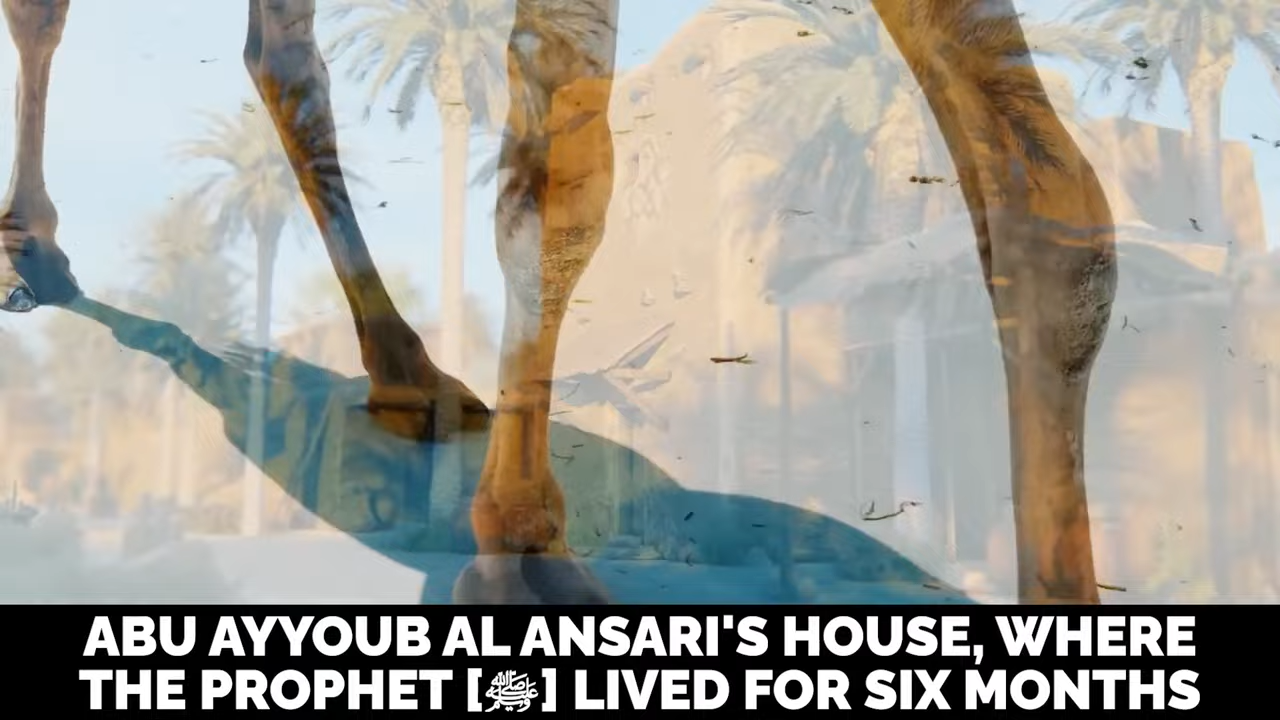 ABU AYYOUB AL ANSARI'S HOUSE, WHERE
THE PROPHET [ﷺ] LIVED FOR SIX MONTHS